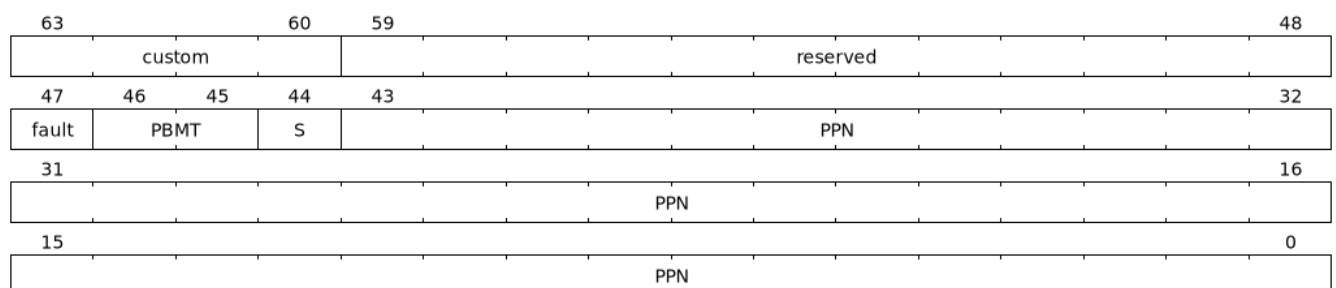 63 60 59 48
custom reserved
47 46 45 44 43 32
fault PBMT S PPN
31 16
PPN
15 0
PPN